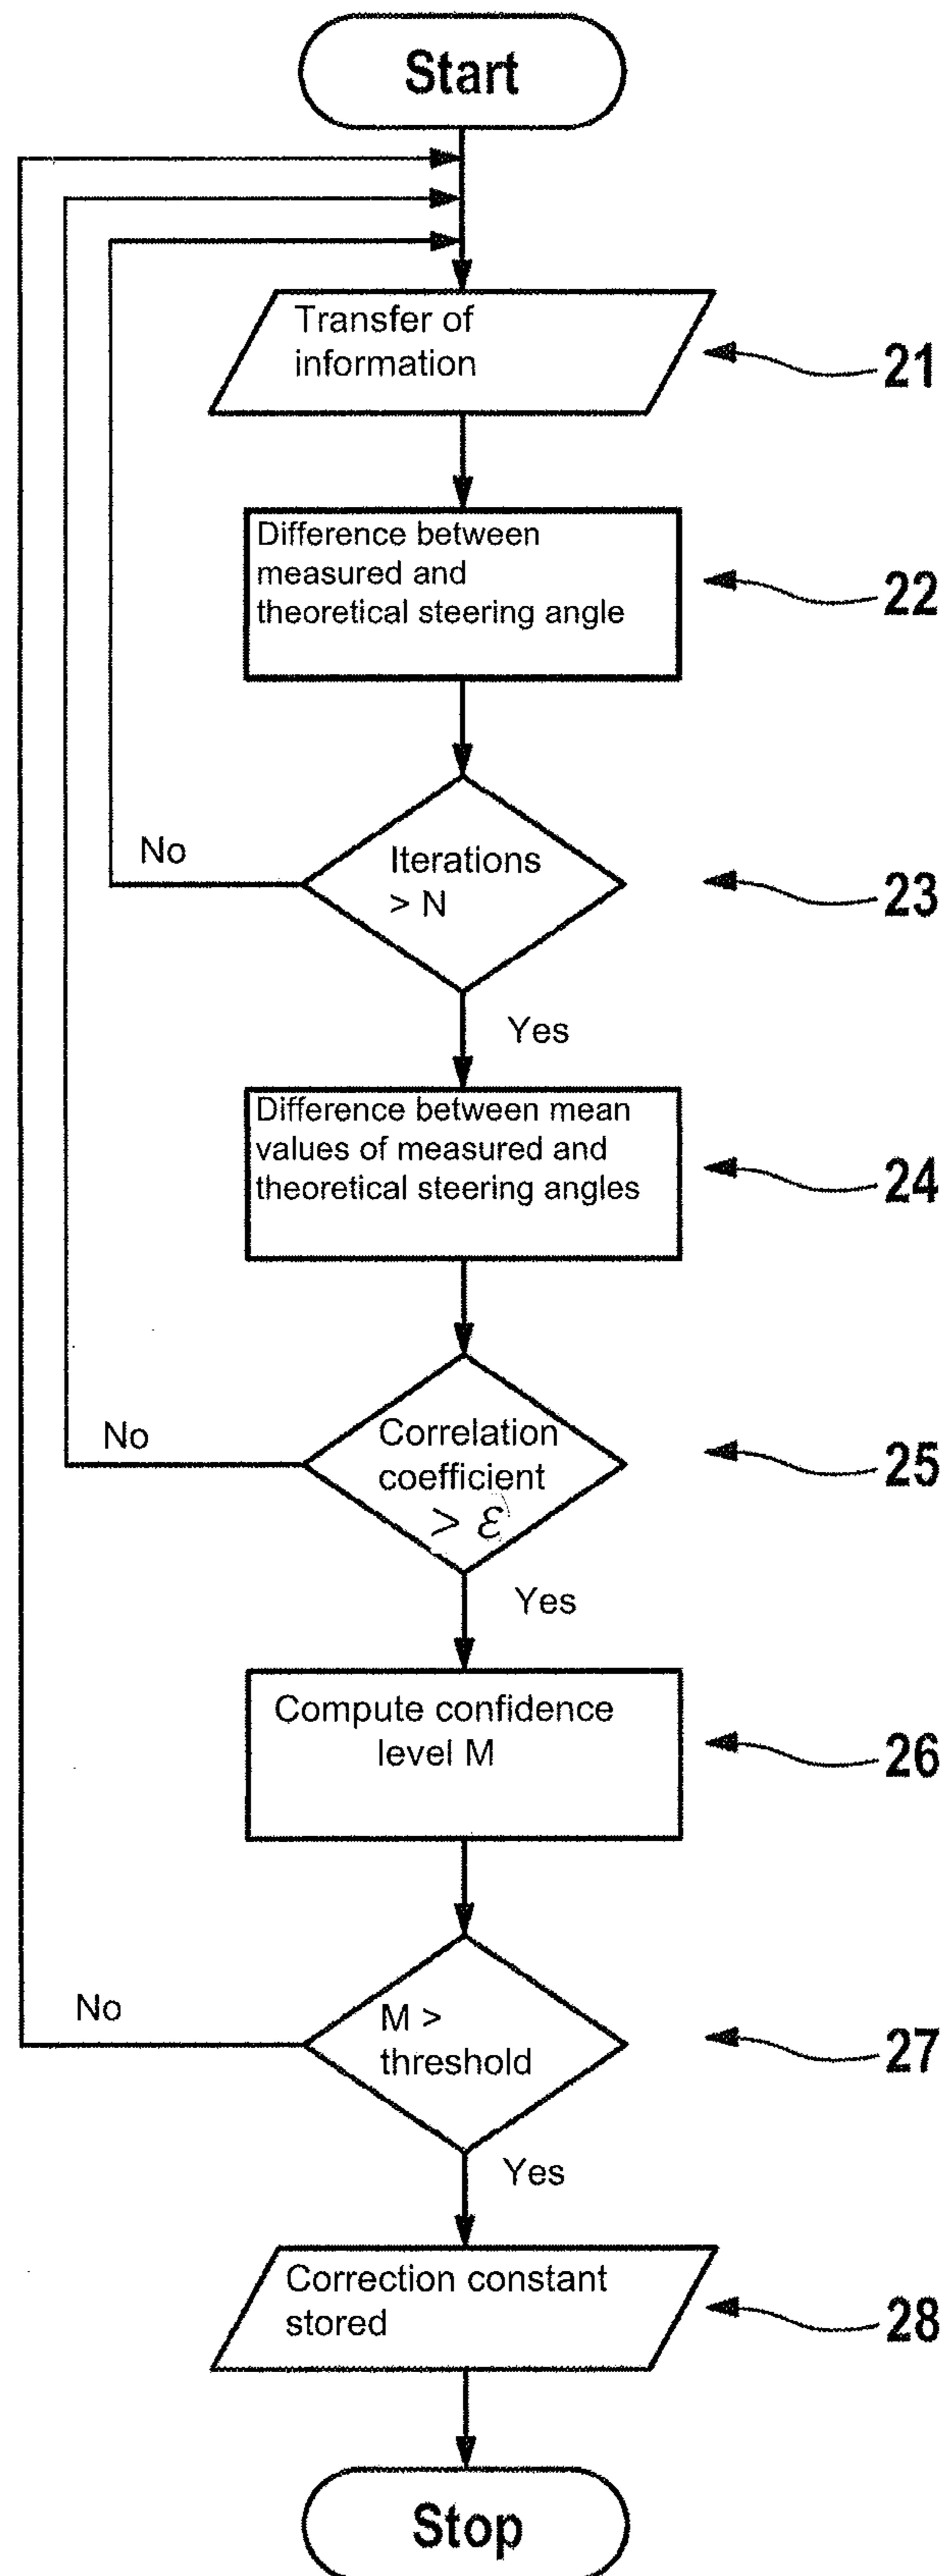 Start
Transfer of
information
21
Difference between
measured and
theoretical steering angle
22
Iterations
> N
23
No
Yes
Difference between mean
values of measured and
theoretical steering angles
24
Correlation
coefficient
> ε
25
No
Yes
Compute confidence
level M
26
M >
threshold
27
No
Yes
Correction constant
stored
28
Stop